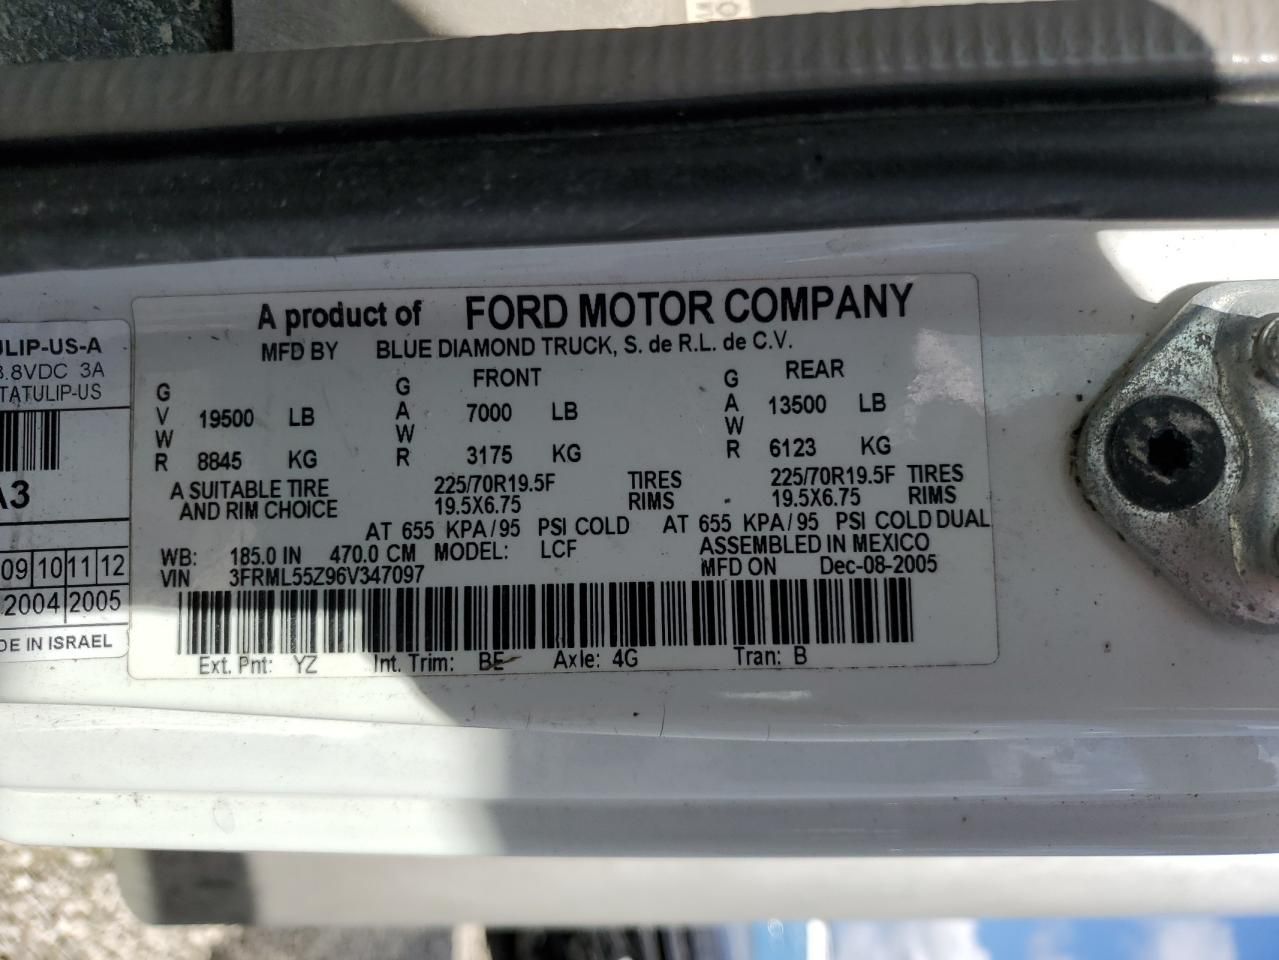 A product of FORD MOTOR COMPANY
MFD BY BLUE DIAMOND TRUCK, S. de R.L. de C.V.
GVWR 19500 LB 8845 KG
FRONT GAWR 7000 LB 3175 KG
REAR GAWR 13500 LB 6123 KG
A SUITABLE TIRE 225/70R19.5F TIRES 225/70R19.5F TIRES
AND RIM CHOICE 19.5X6.75 RIMS 19.5X6.75 RIMS
AT 655 KPA/95 PSI COLD AT 655 KPA/95 PSI COLD DUAL
WB: 185.0 IN 470.0 CM MODEL: LCF ASSEMBLED IN MEXICO
VIN 3FRML55Z96V347097 MFD ON Dec-08-2005
Ext. Pnt: YZ Int. Trim: BE Axle: 4G Tran: B
ULIP-US-A
8VDC 3A
TATULIP-US
A3
09 10 11 12
2004 2005
DE IN ISRAEL